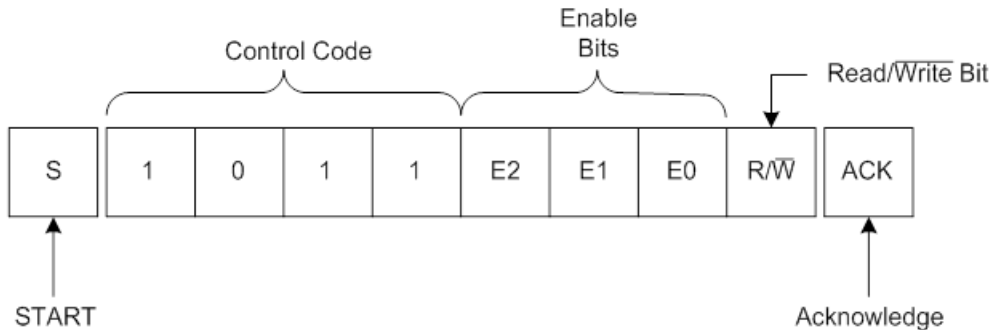 Control Code
Enable
Bits
Read/Write Bit
S 1 0 1 1 E2 E1 E0 R/W ACK
START
Acknowledge